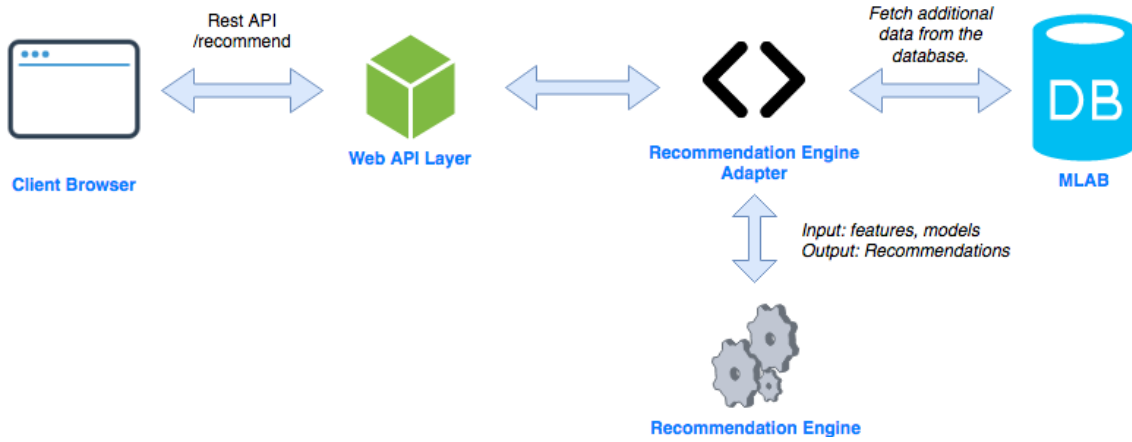 Rest API
/recommend
Fetch additional
data from the
database.
DB
Client Browser
Web API Layer
Recommendation Engine
Adapter
MLAB
Input: features, models
Output: Recommendations
Recommendation Engine